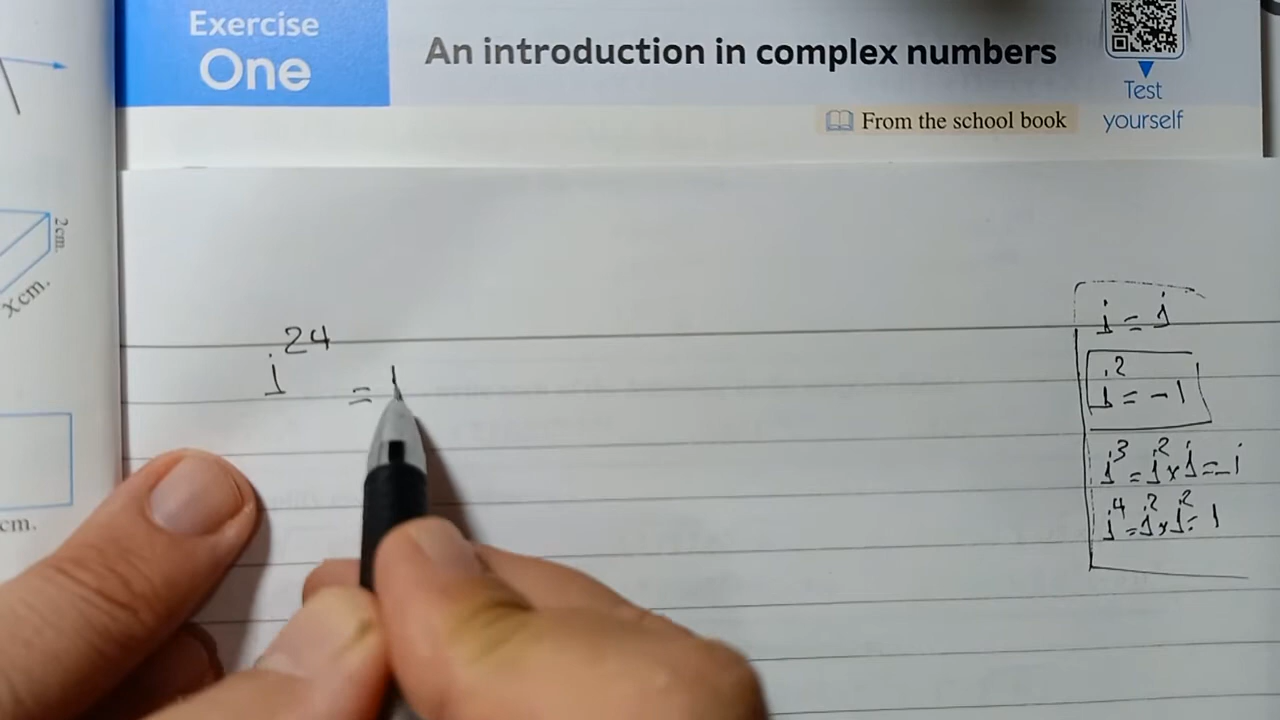 Exercise
One
An introduction in complex numbers
Test
yourself
From the school book
2cm.
xcm.
cm.
i²⁴ = 1
i = i
i² = -1
i³ = i² × i = -i
i⁴ = i² × i² = 1